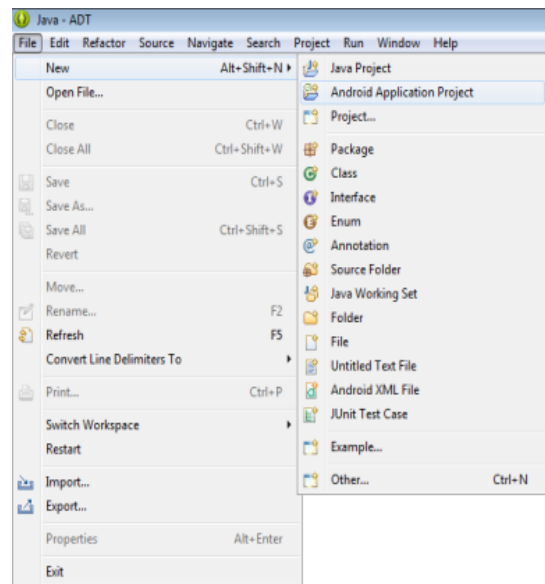 Java - ADT
File Edit Refactor Source Navigate Search Project Run Window Help
New Alt+Shift+N
Open File...
Close Ctrl+W
Close All Ctrl+Shift+W
Save Ctrl+S
Save As...
Save All Ctrl+Shift+S
Revert
Move...
Rename... F2
Refresh F5
Convert Line Delimiters To
Print... Ctrl+P
Switch Workspace
Restart
Import...
Export...
Properties Alt+Enter
Exit
Java Project
Android Application Project
Project...
Package
Class
Interface
Enum
Annotation
Source Folder
Java Working Set
Folder
File
Untitled Text File
Android XML File
JUnit Test Case
Example...
Other... Ctrl+N